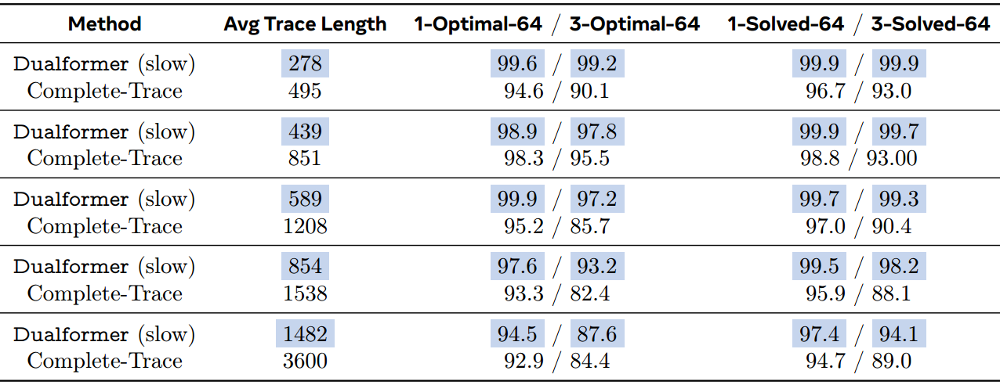 Method Avg Trace Length 1-Optimal-64 / 3-Optimal-64 1-Solved-64 / 3-Solved-64
Dualformer (slow) 278 99.6 / 99.2 99.9 / 99.9
Complete-Trace 495 94.6 / 90.1 96.7 / 93.0
Dualformer (slow) 439 98.9 / 97.8 99.9 / 99.7
Complete-Trace 851 98.3 / 95.5 98.8 / 93.00
Dualformer (slow) 589 99.9 / 97.2 99.7 / 99.3
Complete-Trace 1208 95.2 / 85.7 97.0 / 90.4
Dualformer (slow) 854 97.6 / 93.2 99.5 / 98.2
Complete-Trace 1538 93.3 / 82.4 95.9 / 88.1
Dualformer (slow) 1482 94.5 / 87.6 97.4 / 94.1
Complete-Trace 3600 92.9 / 84.4 94.7 / 89.0